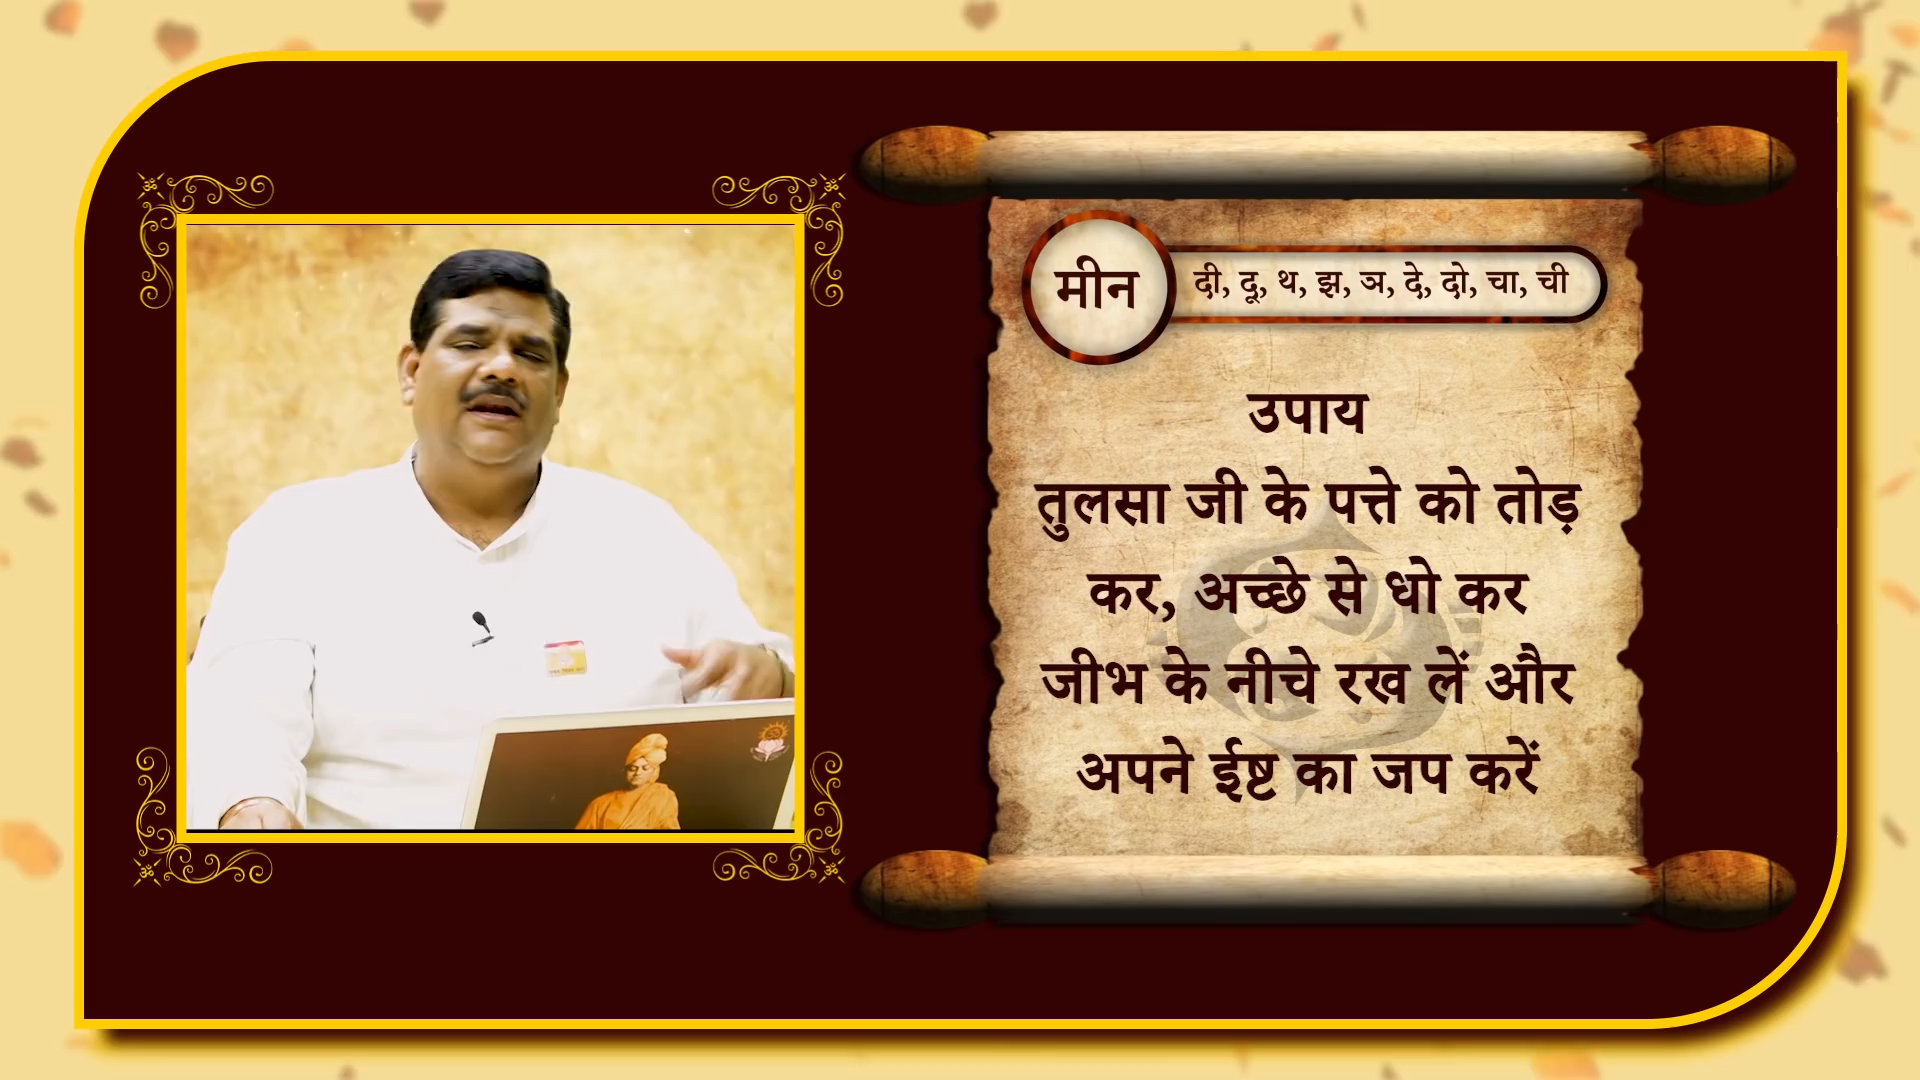 मीन
दी, दू, थ, झ, ञ, दे, दो, चा, ची
उपाय
तुलसा जी के पत्ते को तोड़
कर, अच्छे से धो कर
जीभ के नीचे रख लें और
अपने ईष्ट का जप करें